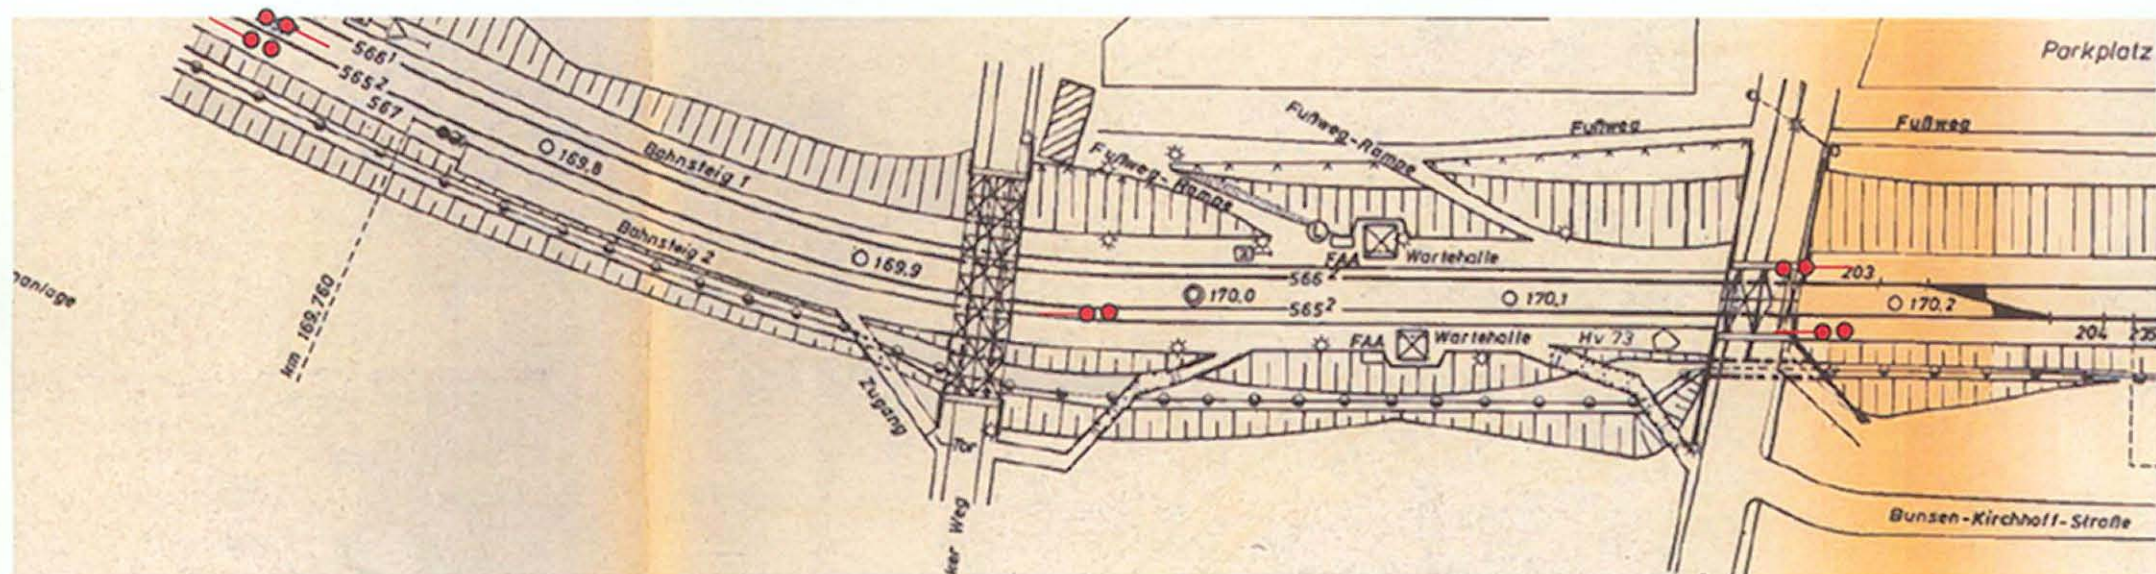 566¹
565²
567
169,8
Bahnsteig 1
Bahnsteig 2
169,9
km 169,760
Zugang
Tor
Weg
Fußweg-Rampe
Fußweg-Rampe
Fußweg
Fußweg
Parkplatz
FAA
Wartehalle
566²
170,0
170,1
565²
FAA
Wartehalle
Hv 73
203
170,2
204
Bunsen-Kirchhoff-Straße